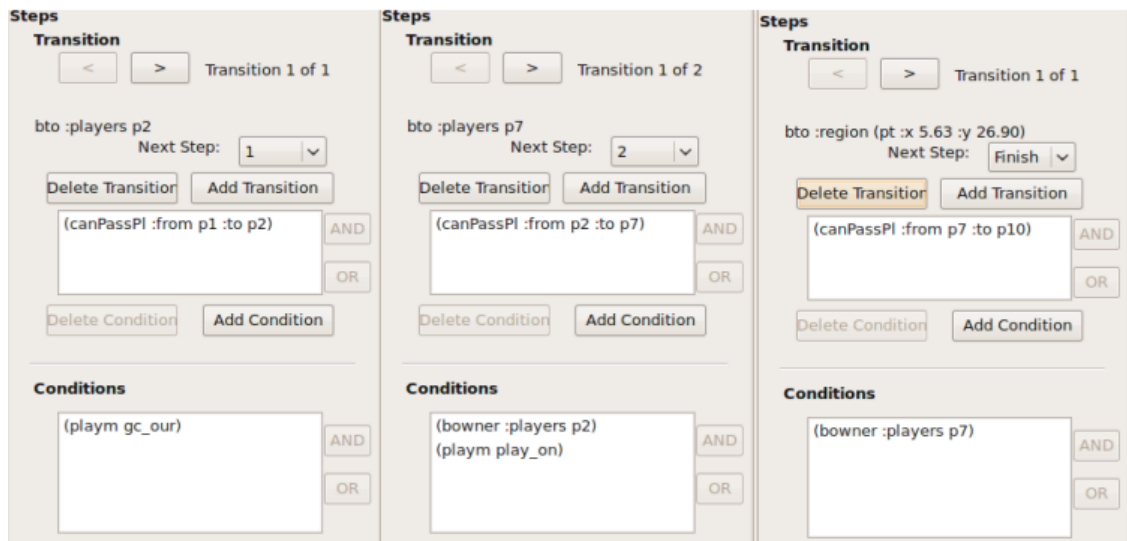 Steps
Transition
<
>
Transition 1 of 1
bto :players p2
Next Step: 1
Delete Transition
Add Transition
(canPassPl :from p1 :to p2)
AND
OR
Delete Condition
Add Condition
Conditions
(playm gc_our)
AND
OR
Steps
Transition
<
>
Transition 1 of 2
bto :players p7
Next Step: 2
Delete Transition
Add Transition
(canPassPl :from p2 :to p7)
AND
OR
Delete Condition
Add Condition
Conditions
(bowner :players p2)
(playm play_on)
AND
OR
Steps
Transition
<
>
Transition 1 of 1
bto :region (pt :x 5.63 :y 26.90)
Next Step: Finish
Delete Transition
Add Transition
(canPassPl :from p7 :to p10)
AND
OR
Delete Condition
Add Condition
Conditions
(bowner :players p7)
AND
OR